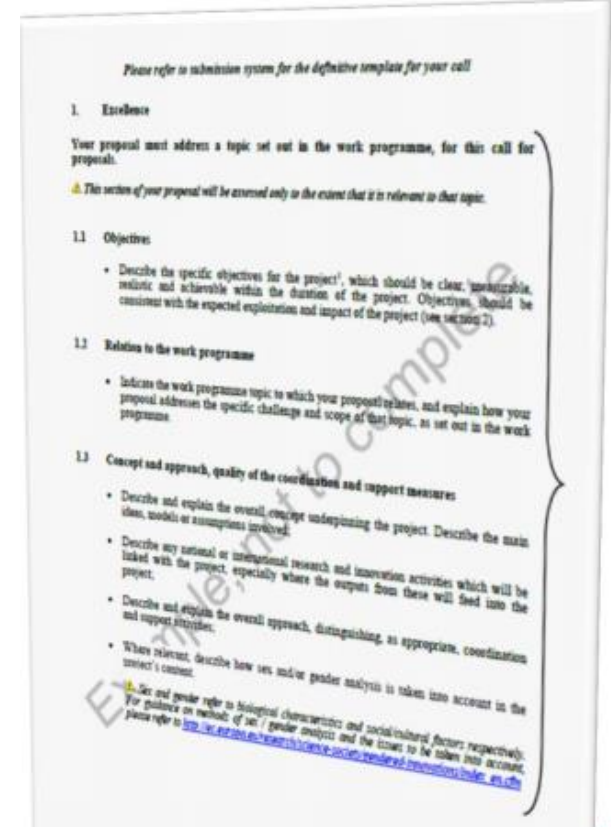 Please refer to submission system for the definitive template for your call
1. Excellence
Your proposal must address a topic set out in the work programme, for this call for
proposals.
⚠ This section of your proposal will be assessed only to the extent that it is relevant to that topic.
1.1 Objectives
• Describe the specific objectives for the project¹, which should be clear, measurable,
realistic and achievable within the duration of the project. Objectives should be
consistent with the expected exploitation and impact of the project (see section 2).
1.2 Relation to the work programme
• Indicate the work programme topic to which your proposal relates, and explain how your
proposal addresses the specific challenge and scope of that topic, as set out in the work
programme.
1.3 Concept and approach, quality of the coordination and support measures
• Describe and explain the overall concept underpinning the project. Describe the main
ideas, models or assumptions involved;
• Describe any national or international research and innovation activities which will be
linked with the project, especially where the outputs from these will feed into the
project;
• Describe and explain the overall approach, distinguishing, as appropriate, coordination
and support activities;
• Where relevant, describe how sex and/or gender analysis is taken into account in the
project's content.
⚠ Sex and gender refer to biological characteristics and social/cultural factors respectively.
For guidance on methods of sex / gender analysis and the issues to be taken into account,
please refer to http://ec.europa.eu/research/science-society/gendered-innovations/index_en.cfm
Example, not to complete